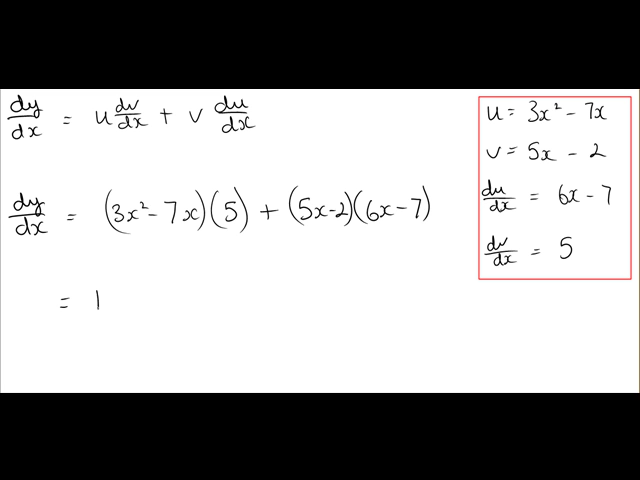 dy/dx = u dv/dx + v du/dx
dy/dx = (3x² - 7x)(5) + (5x-2)(6x-7)
= 1
u = 3x² - 7x
v = 5x - 2
du/dx = 6x - 7
dv/dx = 5